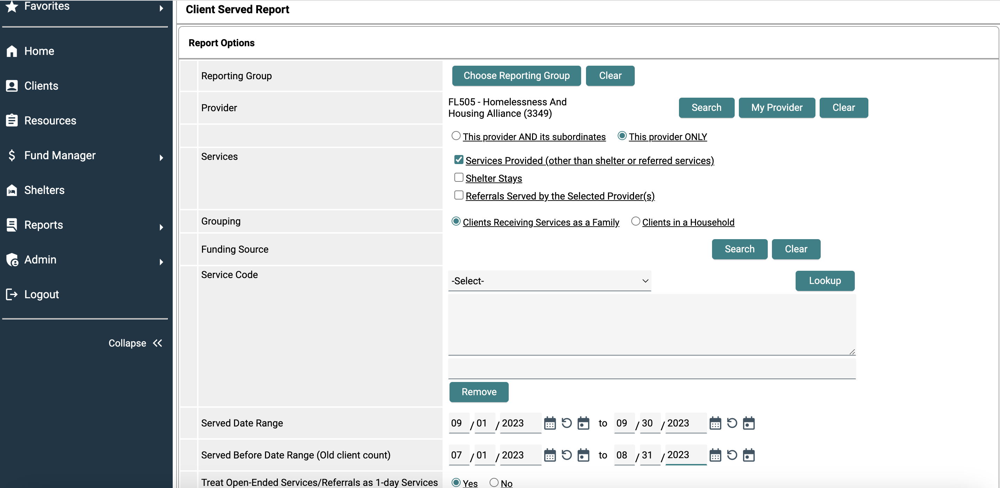 Favorites
Home
Clients
Resources
Fund Manager
Shelters
Reports
Admin
Logout
Collapse
Client Served Report
Report Options
Reporting Group
Choose Reporting Group Clear
Provider
FL505 - Homelessness And
Housing Alliance (3349)
Search My Provider Clear
This provider AND its subordinates This provider ONLY
Services
Services Provided (other than shelter or referred services)
Shelter Stays
Referrals Served by the Selected Provider(s)
Grouping
Clients Receiving Services as a Family Clients in a Household
Funding Source
Search Clear
Service Code
-Select- Lookup
Remove
Served Date Range
09 / 01 / 2023 to 09 / 30 / 2023
Served Before Date Range (Old client count)
07 / 01 / 2023 to 08 / 31 / 2023
Treat Open-Ended Services/Referrals as 1-day Services
Yes No